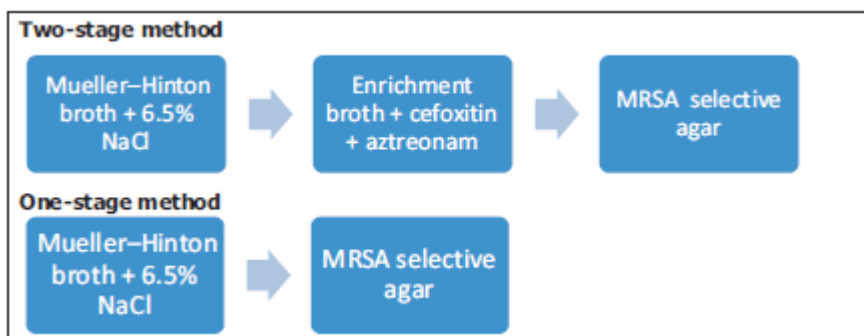 Two-stage method
Mueller–Hinton
broth + 6.5%
NaCl
Enrichment
broth + cefoxitin
+ aztreonam
MRSA selective
agar
One-stage method
Mueller–Hinton
broth + 6.5%
NaCl
MRSA selective
agar